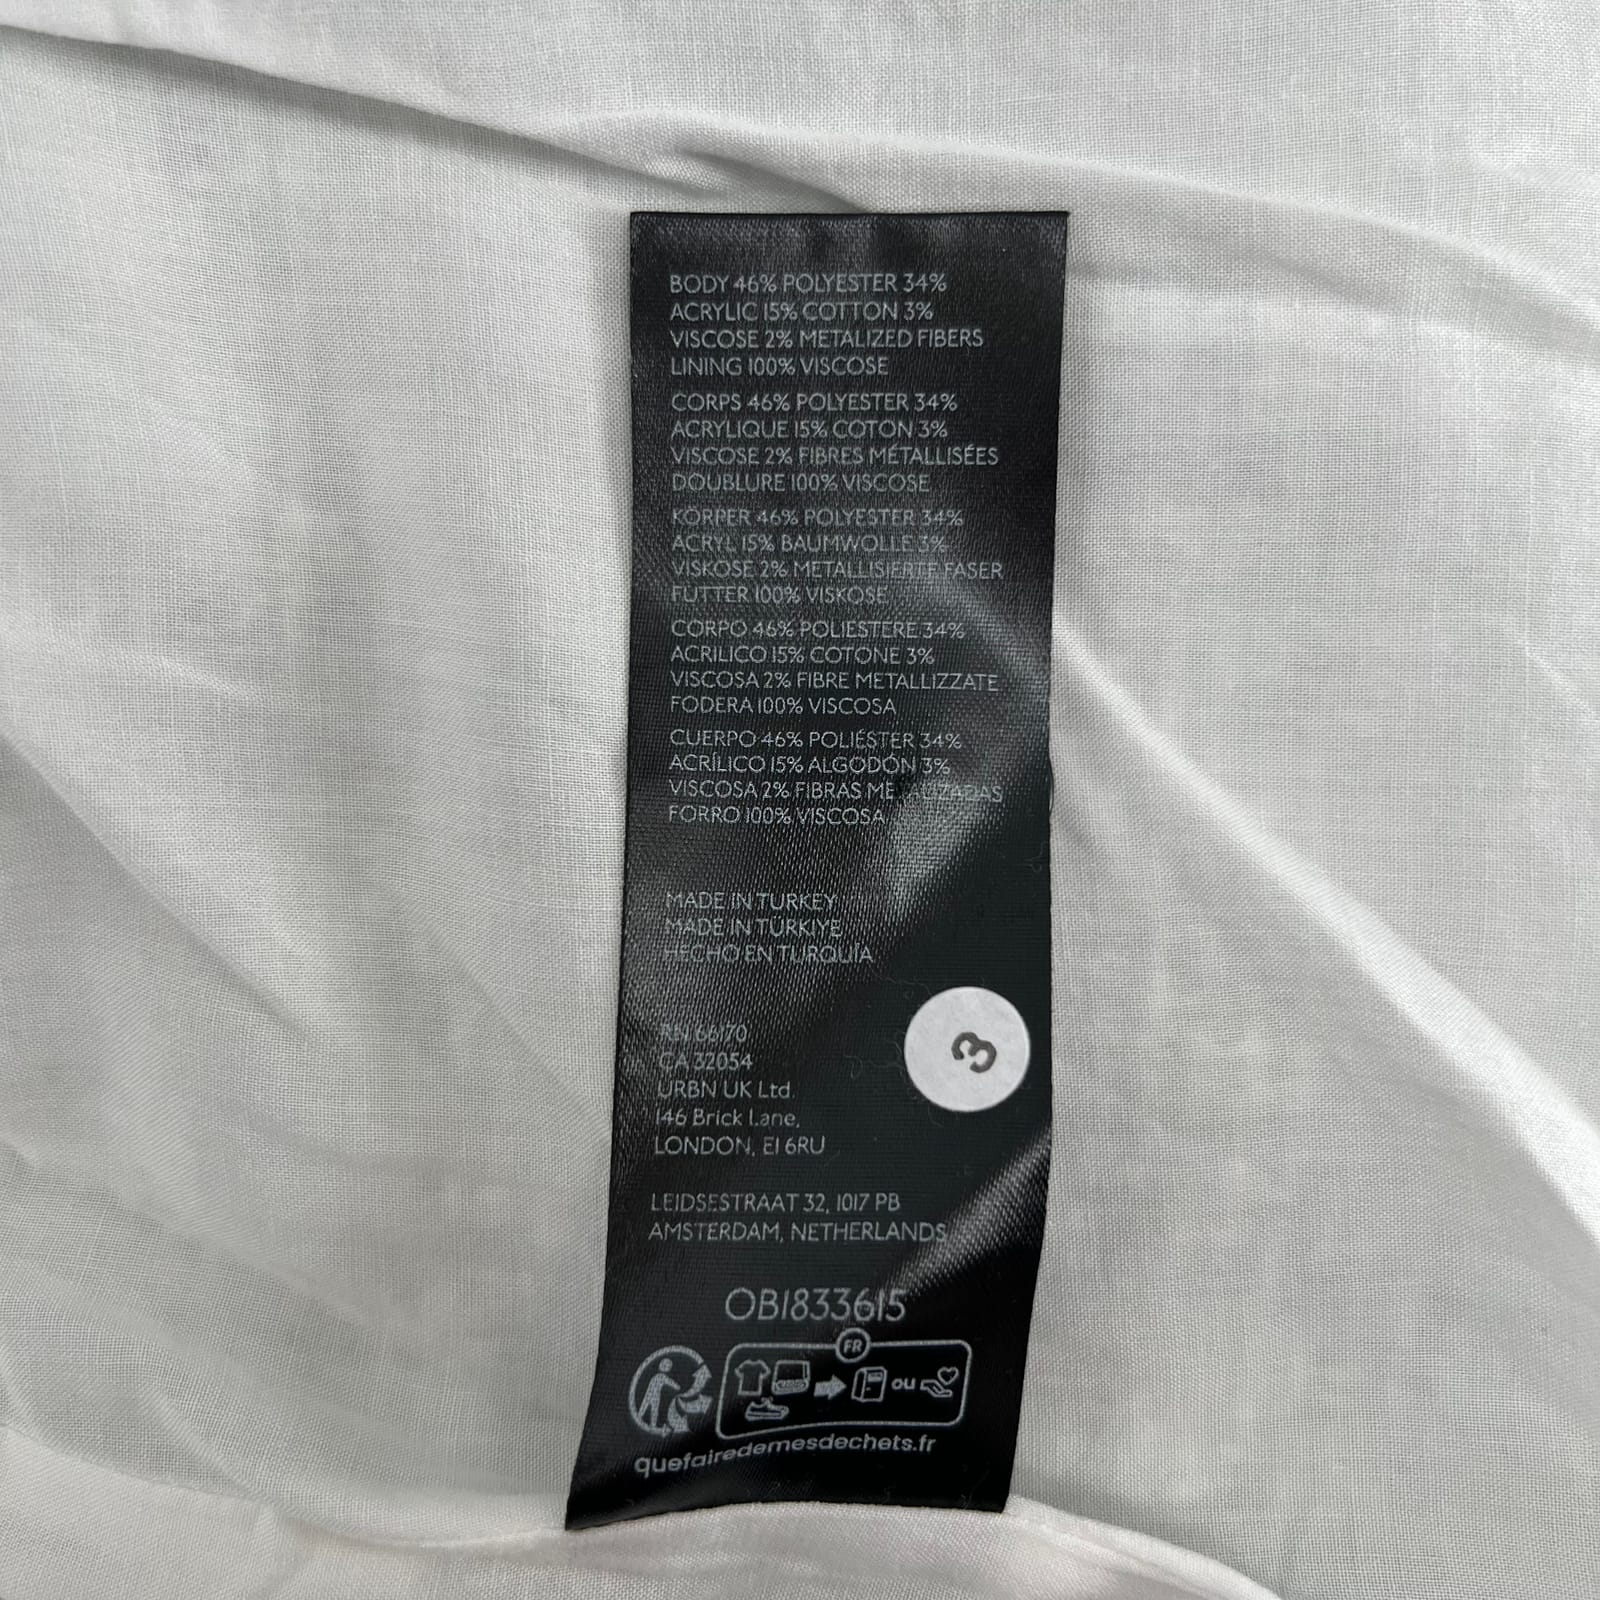 BODY 46% POLYESTER 34%
ACRYLIC 15% COTTON 3%
VISCOSE 2% METALIZED FIBERS
LINING 100% VISCOSE
CORPS 46% POLYESTER 34%
ACRYLIQUE 15% COTON 3%
VISCOSE 2% FIBRES MÉTALLISÉES
DOUBLURE 100% VISCOSE
KÖRPER 46% POLYESTER 34%
ACRYL 15% BAUMWOLLE 3%
VISKOSE 2% METALLISIERTE FASER
FUTTER 100% VISKOSE
CORPO 46% POLIESTERE 34%
ACRILICO 15% COTONE 3%
VISCOSA 2% FIBRE METALLIZZATE
FODERA 100% VISCOSA
CUERPO 46% POLIÉSTER 34%
ACRÍLICO 15% ALGODÓN 3%
VISCOSA 2% FIBRAS METALIZADAS
FORRO 100% VISCOSA
MADE IN TURKEY
MADE IN TÜRKIYE
HECHO EN TURQUÍA
RN 66170
CA 32054
URBN UK Ltd.
146 Brick Lane,
LONDON, E1 6RU
3
LEIDSESTRAAT 32, 1017 PB
AMSTERDAM, NETHERLANDS
OB1833615
FR
ou
quefairedemesdechets.fr